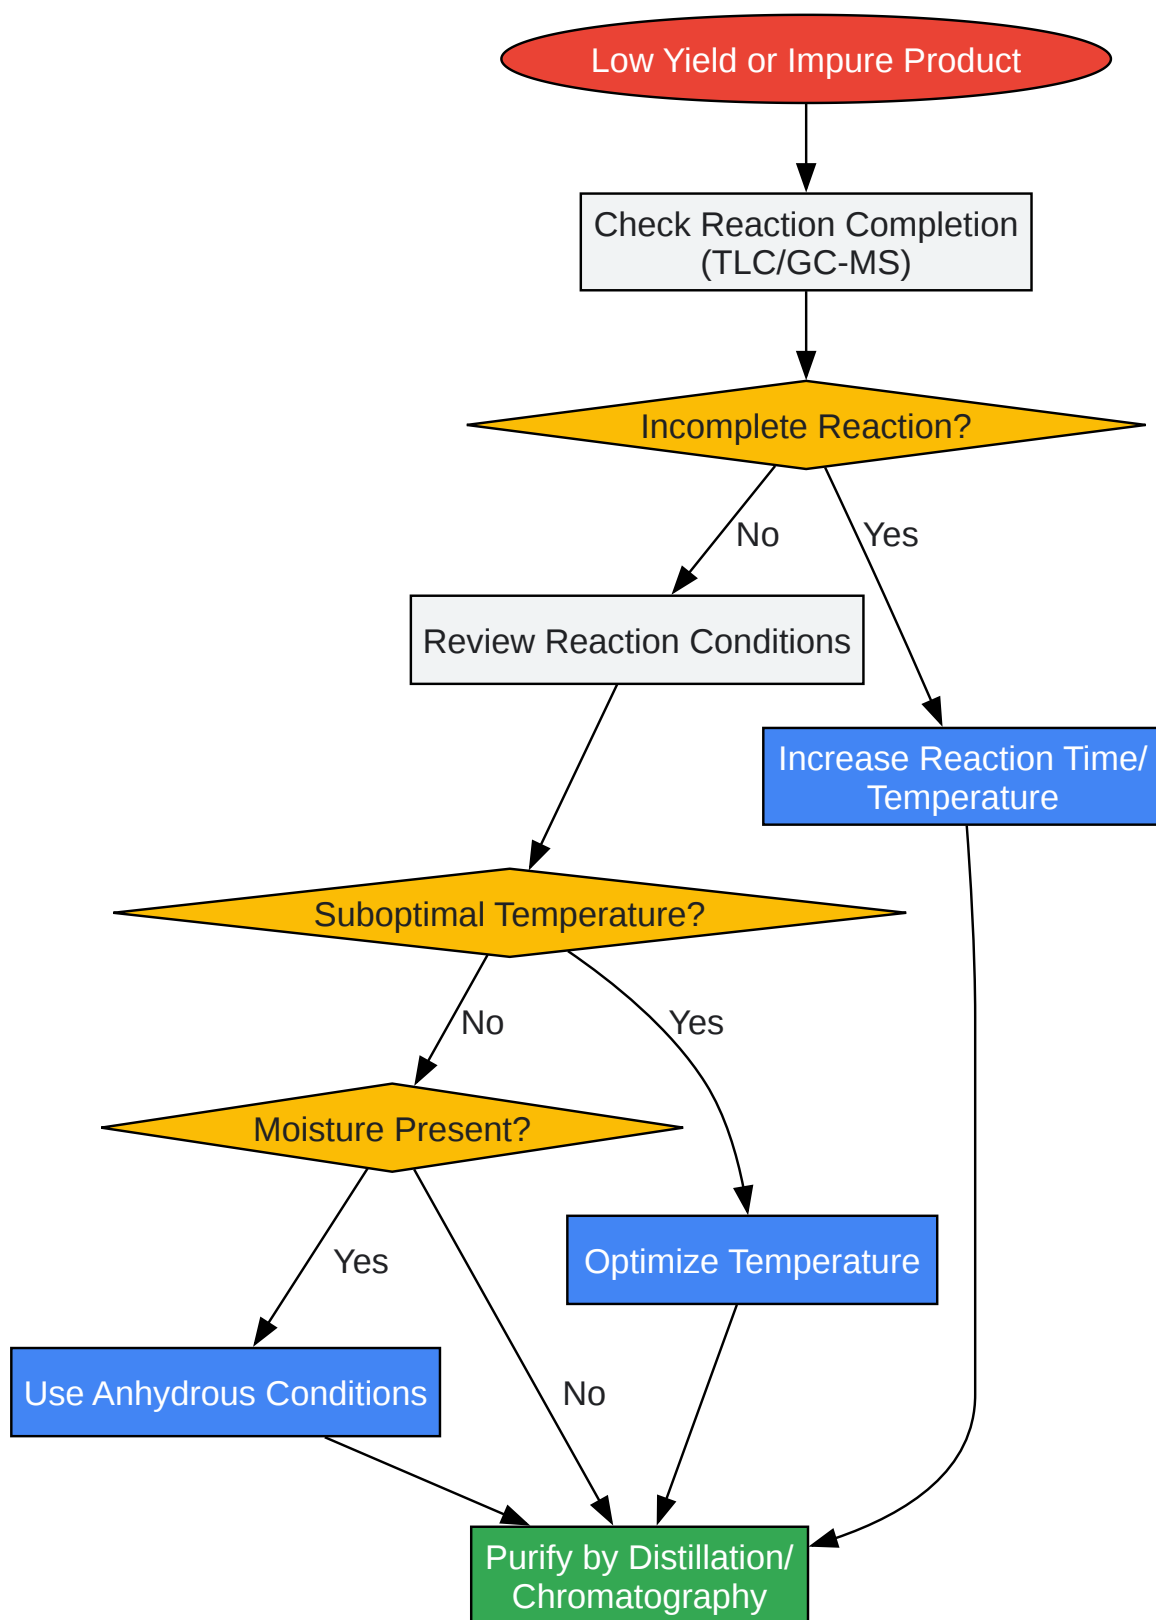 Low Yield or Impure Product
Check Reaction Completion
(TLC/GC-MS)
Incomplete Reaction?
No
Yes
Review Reaction Conditions
Increase Reaction Time/
Temperature
Suboptimal Temperature?
No
Yes
Moisture Present?
Yes
Optimize Temperature
Use Anhydrous Conditions
No
Purify by Distillation/
Chromatography